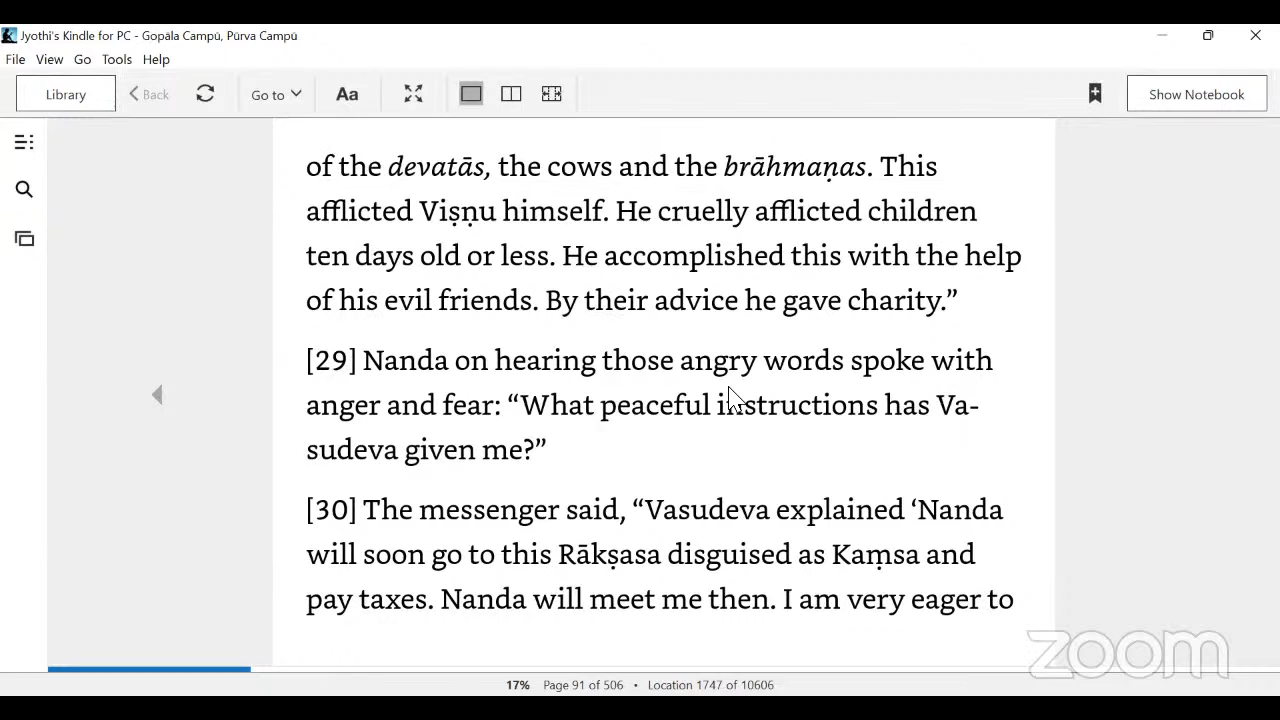 Jyothi's Kindle for PC - Gopāla Campū, Pūrva Campū
File View Go Tools Help
Library Back Go to Aa Show Notebook
of the devatās, the cows and the brāhmaṇas. This
afflicted Viṣṇu himself. He cruelly afflicted children
ten days old or less. He accomplished this with the help
of his evil friends. By their advice he gave charity.”
[29] Nanda on hearing those angry words spoke with
anger and fear: “What peaceful instructions has Va-
sudeva given me?”
[30] The messenger said, “Vasudeva explained ‘Nanda
will soon go to this Rākṣasa disguised as Kaṃsa and
pay taxes. Nanda will meet me then. I am very eager to
zoom
17% Page 91 of 506 • Location 1747 of 10606